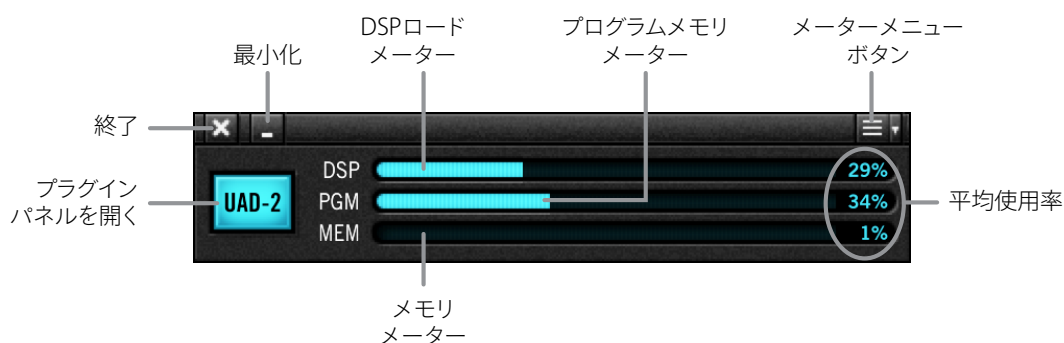 DSPロード
メーター
プログラムメモリ
メーター
メーターメニュー
ボタン
最小化
終了
DSP
29%
プラグイン
パネルを開く
UAD-2
PGM
34%
平均使用率
MEM
1%
メモリ
メーター